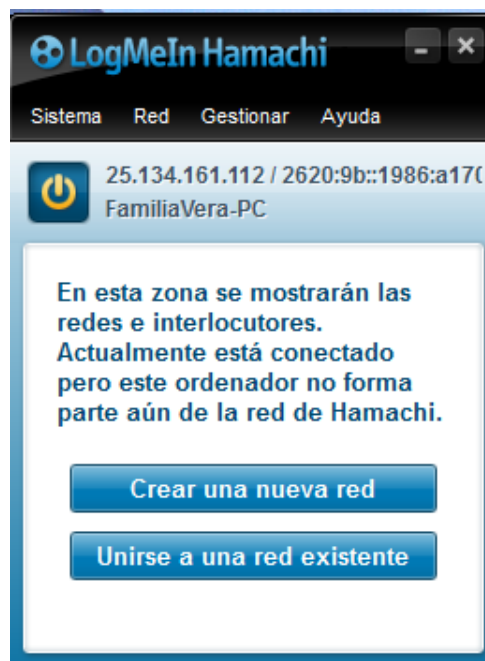 LogMeIn Hamachi
Sistema Red Gestionar Ayuda
25.134.161.112 / 2620:9b::1986:a170
FamiliaVera-PC
En esta zona se mostrarán las
redes e interlocutores.
Actualmente está conectado
pero este ordenador no forma
parte aún de la red de Hamachi.
Crear una nueva red
Unirse a una red existente